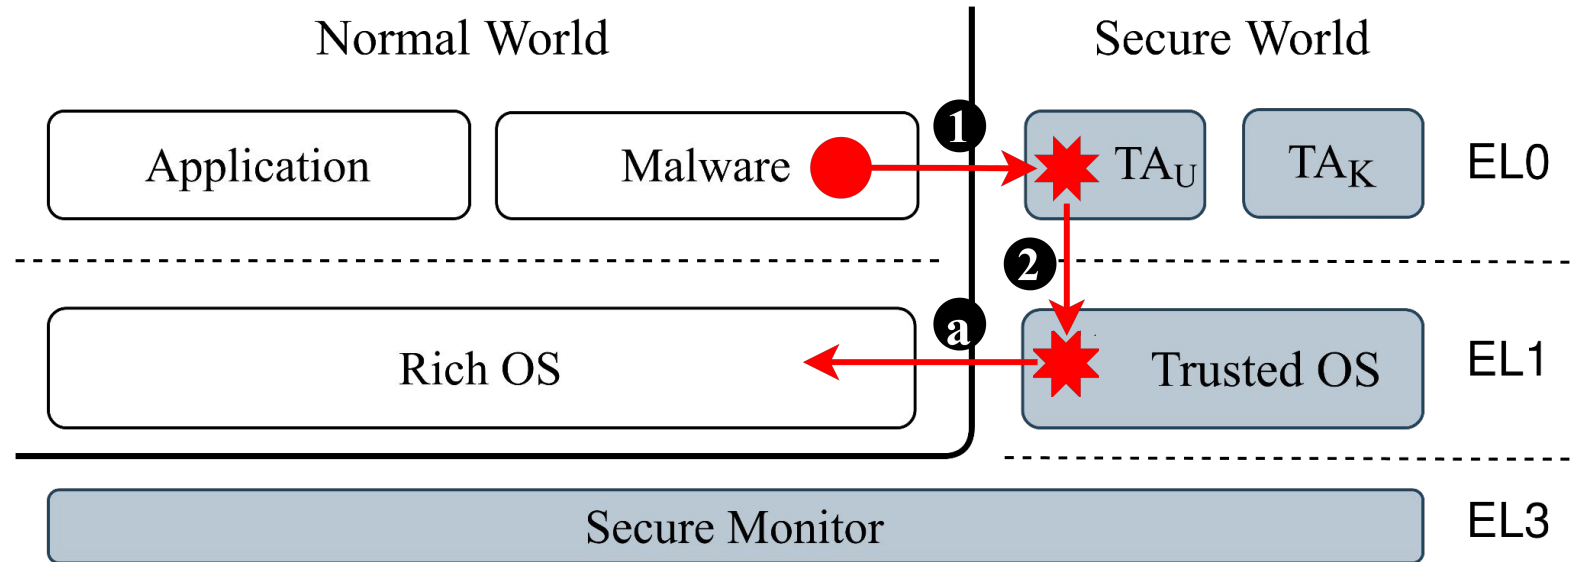 Normal World
Secure World
Application
Malware
1
TAU
TAK
EL0
2
Rich OS
a
Trusted OS
EL1
Secure Monitor
EL3